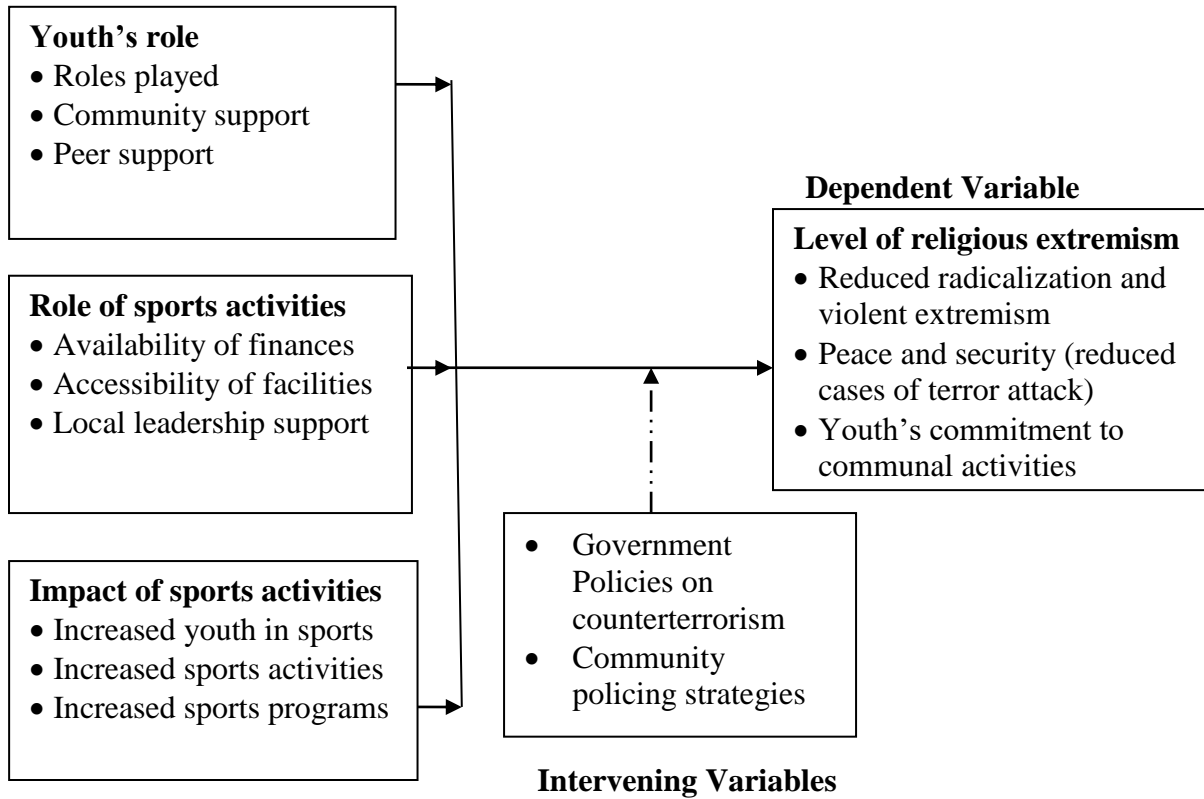 Youth’s role
• Roles played
• Community support
• Peer support
Role of sports activities
• Availability of finances
• Accessibility of facilities
• Local leadership support
Impact of sports activities
• Increased youth in sports
• Increased sports activities
• Increased sports programs
Dependent Variable
Level of religious extremism
• Reduced radicalization and
violent extremism
• Peace and security (reduced
cases of terror attack)
• Youth’s commitment to
communal activities
• Government
Policies on
counterterrorism
• Community
policing strategies
Intervening Variables